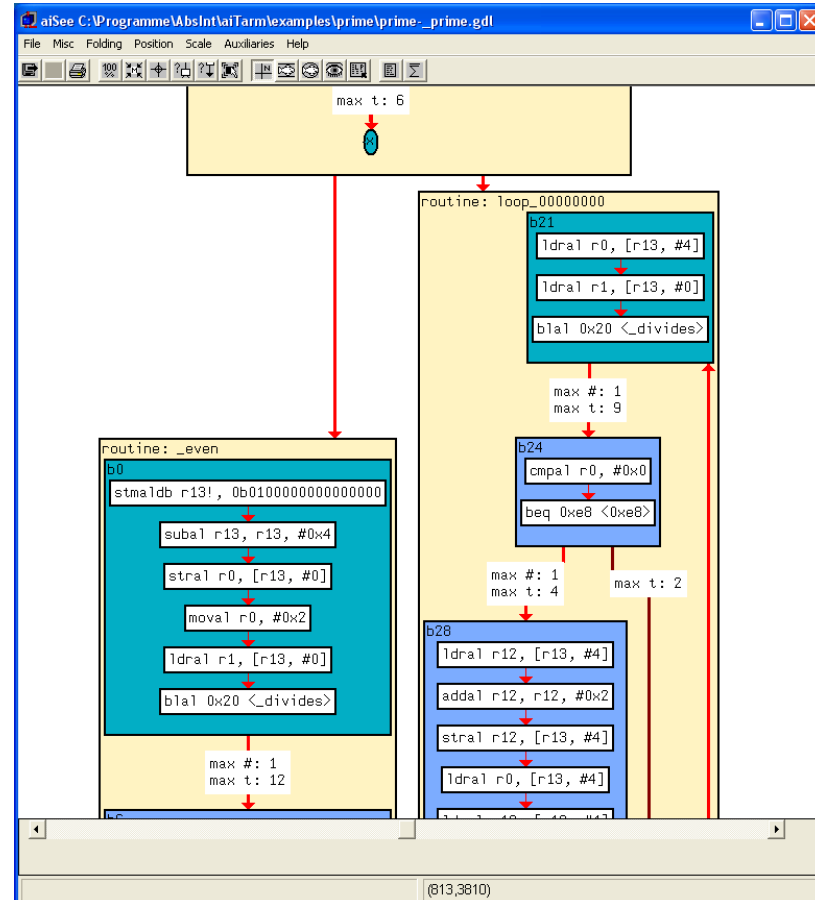 aiSee C:\Programme\AbsInt\aiTarm\examples\prime\prime-_prime.gdl
File Misc Folding Position Scale Auxiliaries Help
100
%
max t: 6
x
routine: loop_00000000
b21
ldral r0, [r13, #4]
ldral r1, [r13, #0]
blal 0x20 <_divides>
max #: 1
max t: 9
b24
cmpal r0, #0x0
beq 0xe8 <0xe8>
max #: 1
max t: 4
max t: 2
b28
ldral r12, [r13, #4]
addal r12, r12, #0x2
stral r12, [r13, #4]
ldral r0, [r13, #4]
routine: _even
b0
stmaldb r13!, 0b0100000000000000
subal r13, r13, #0x4
stral r0, [r13, #0]
moval r0, #0x2
ldral r1, [r13, #0]
blal 0x20 <_divides>
max #: 1
max t: 12
(813,3810)